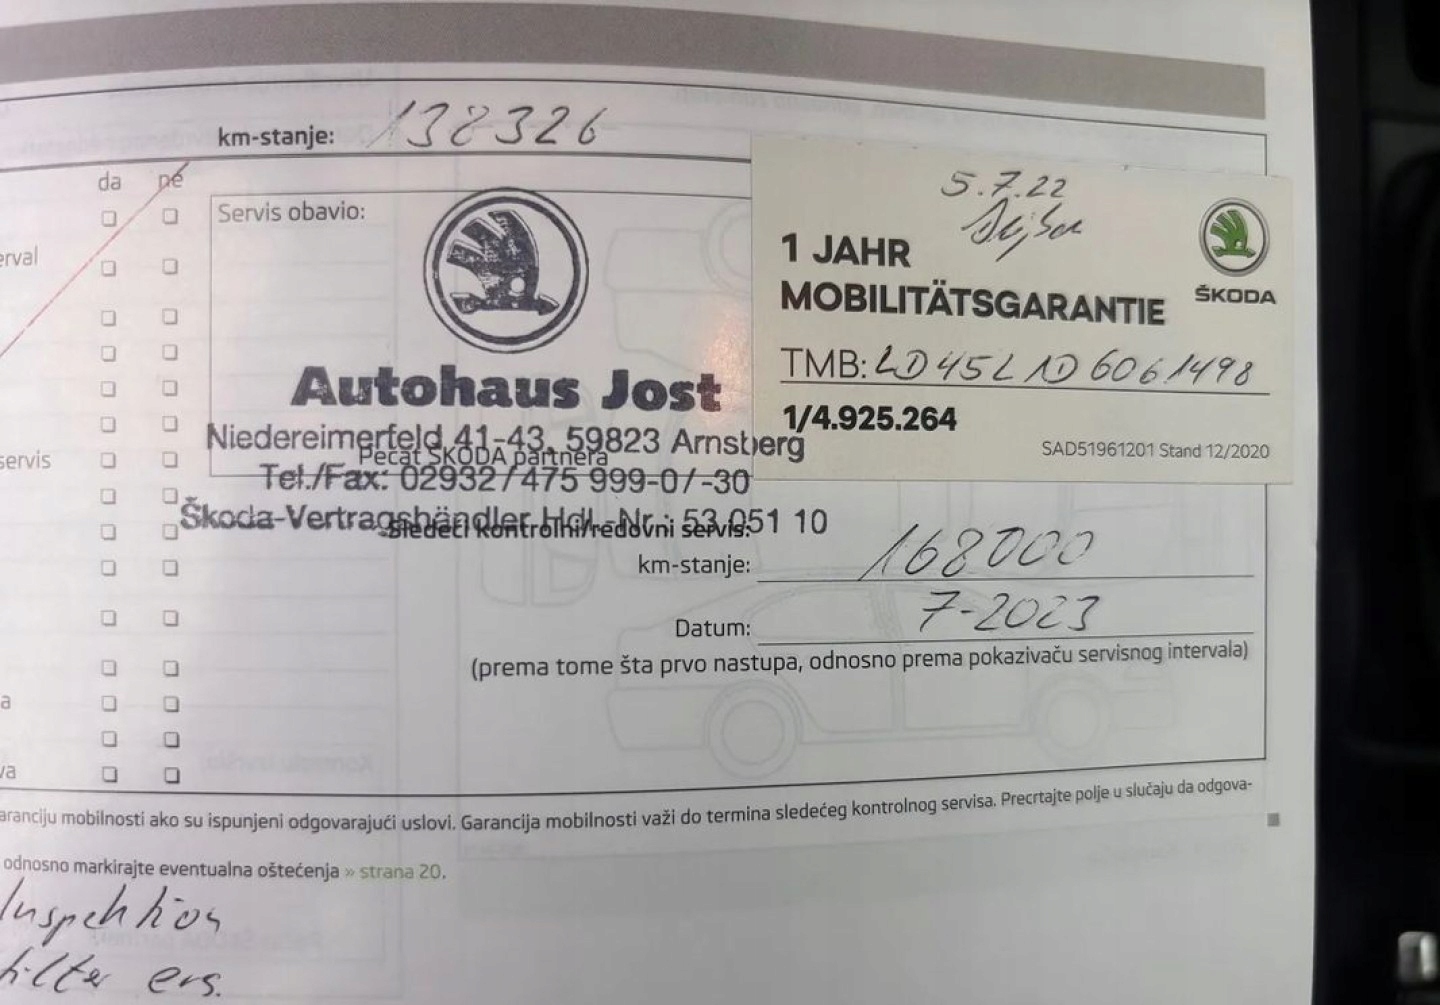 km-stanje: 138326
da ne
Servis obavio:
5.7.22
1 JAHR
MOBILITÄTSGARANTIE
ŠKODA
TMB: LD45L1D6061498
1/4.925.264
SAD51961201 Stand 12/2020
erval
Autohaus Jost
Niedereimerfeld 41-43, 59823 Arnsberg
Pečat ŠKODA partnera
Tel./Fax: 02932/475 999-0/-30
servis
Škoda-Vertragshändler Hdl.-Nr.: 53 051 10
Sledeći kontrolni/redovni servis:
km-stanje: 168000
Datum: 7-2023
(prema tome šta prvo nastupa, odnosno prema pokazivaču servisnog intervala)
a
va
aranciju mobilnosti ako su ispunjeni odgovarajući uslovi. Garancija mobilnosti važi do termina sledećeg kontrolnog servisa. Precrtajte polje u slučaju da odgova-
odnosno markirajte eventualna oštećenja » strana 20.
Inspektion
filter ers.